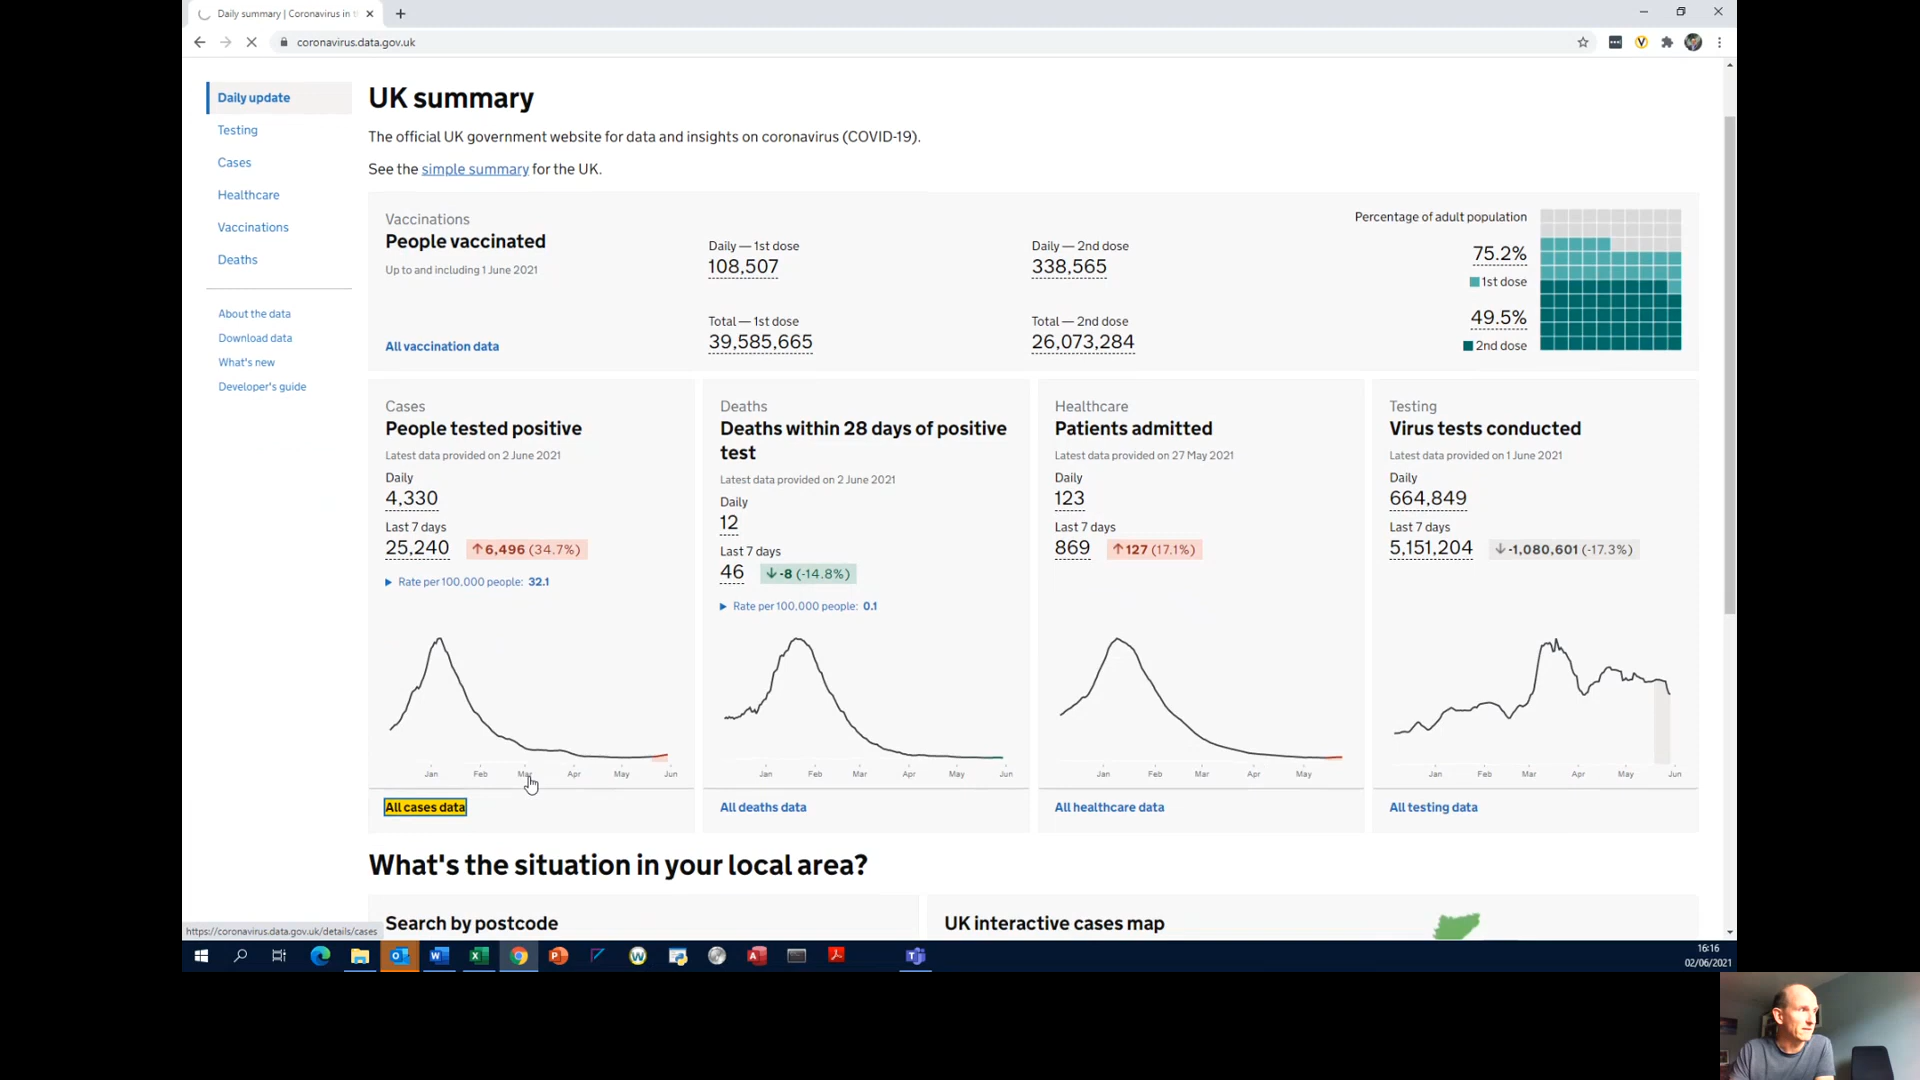 Daily summary | Coronavirus in t
coronavirus.data.gov.uk
Daily update
Testing
Cases
Healthcare
Vaccinations
Deaths
About the data
Download data
What's new
Developer's guide
UK summary
The official UK government website for data and insights on coronavirus (COVID-19).
See the simple summary for the UK.
Vaccinations
People vaccinated
Up to and including 1 June 2021
All vaccination data
Daily — 1st dose
108,507
Total — 1st dose
39,585,665
Daily — 2nd dose
338,565
Total — 2nd dose
26,073,284
Percentage of adult population
75.2%
1st dose
49.5%
2nd dose
Cases
People tested positive
Latest data provided on 2 June 2021
Daily
4,330
Last 7 days
25,240 6,496 (34.7%)
Rate per 100,000 people: 32.1
Jan Feb Mar Apr May Jun
All cases data
Deaths
Deaths within 28 days of positive
test
Latest data provided on 2 June 2021
Daily
12
Last 7 days
46 -8 (-14.8%)
Rate per 100,000 people: 0.1
Jan Feb Mar Apr May Jun
All deaths data
Healthcare
Patients admitted
Latest data provided on 27 May 2021
Daily
123
Last 7 days
869 127 (17.1%)
Jan Feb Mar Apr May
All healthcare data
Testing
Virus tests conducted
Latest data provided on 1 June 2021
Daily
664,849
Last 7 days
5,151,204 -1,080,601 (-17.3%)
Jan Feb Mar Apr May Jun
All testing data
What's the situation in your local area?
Search by postcode
UK interactive cases map
https://coronavirus.data.gov.uk/details/cases
16:16
02/06/2021